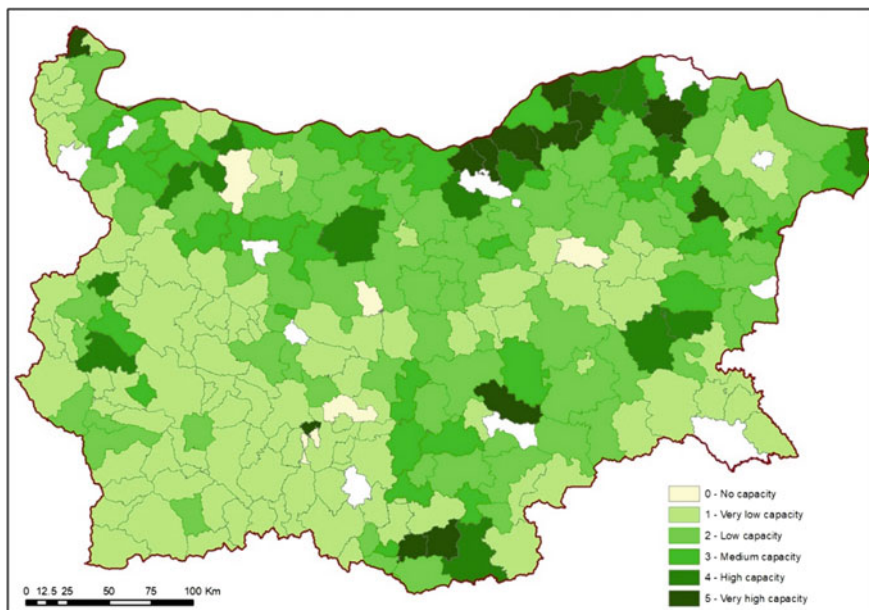 0 - No capacity
1 - Very low capacity
2 - Low capacity
3 - Medium capacity
4 - High capacity
5 - Very high capacity
0 12.5 25 50 75 100 Km